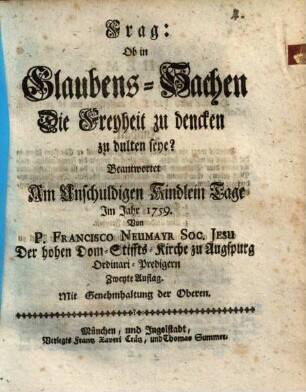 Frag:
Ob in
Glaubens-Sachen
Die Freyheit zu dencken
zu dulten seye?
Beantwortet
Am Unschuldigen Kindlein Tage
Im Jahr 1759.
Von
P. FRANCISCO NEUMAYR SOC. JESU
Der hohen Dom-Stiffts-Kirche zu Augspurg
Ordinari-Predigern
Zweyte Auflag.
Mit Genehmhaltung der Oberen.
München, und Ingolstadt,
Verlegts Frantz Xaveri Crätz, und Thomas Summer.